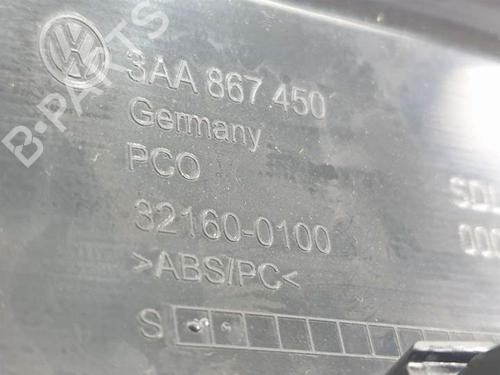 3AA 867 450
Germany
PCO
32160-0100
>ABS/PC<
S
B-PARTS